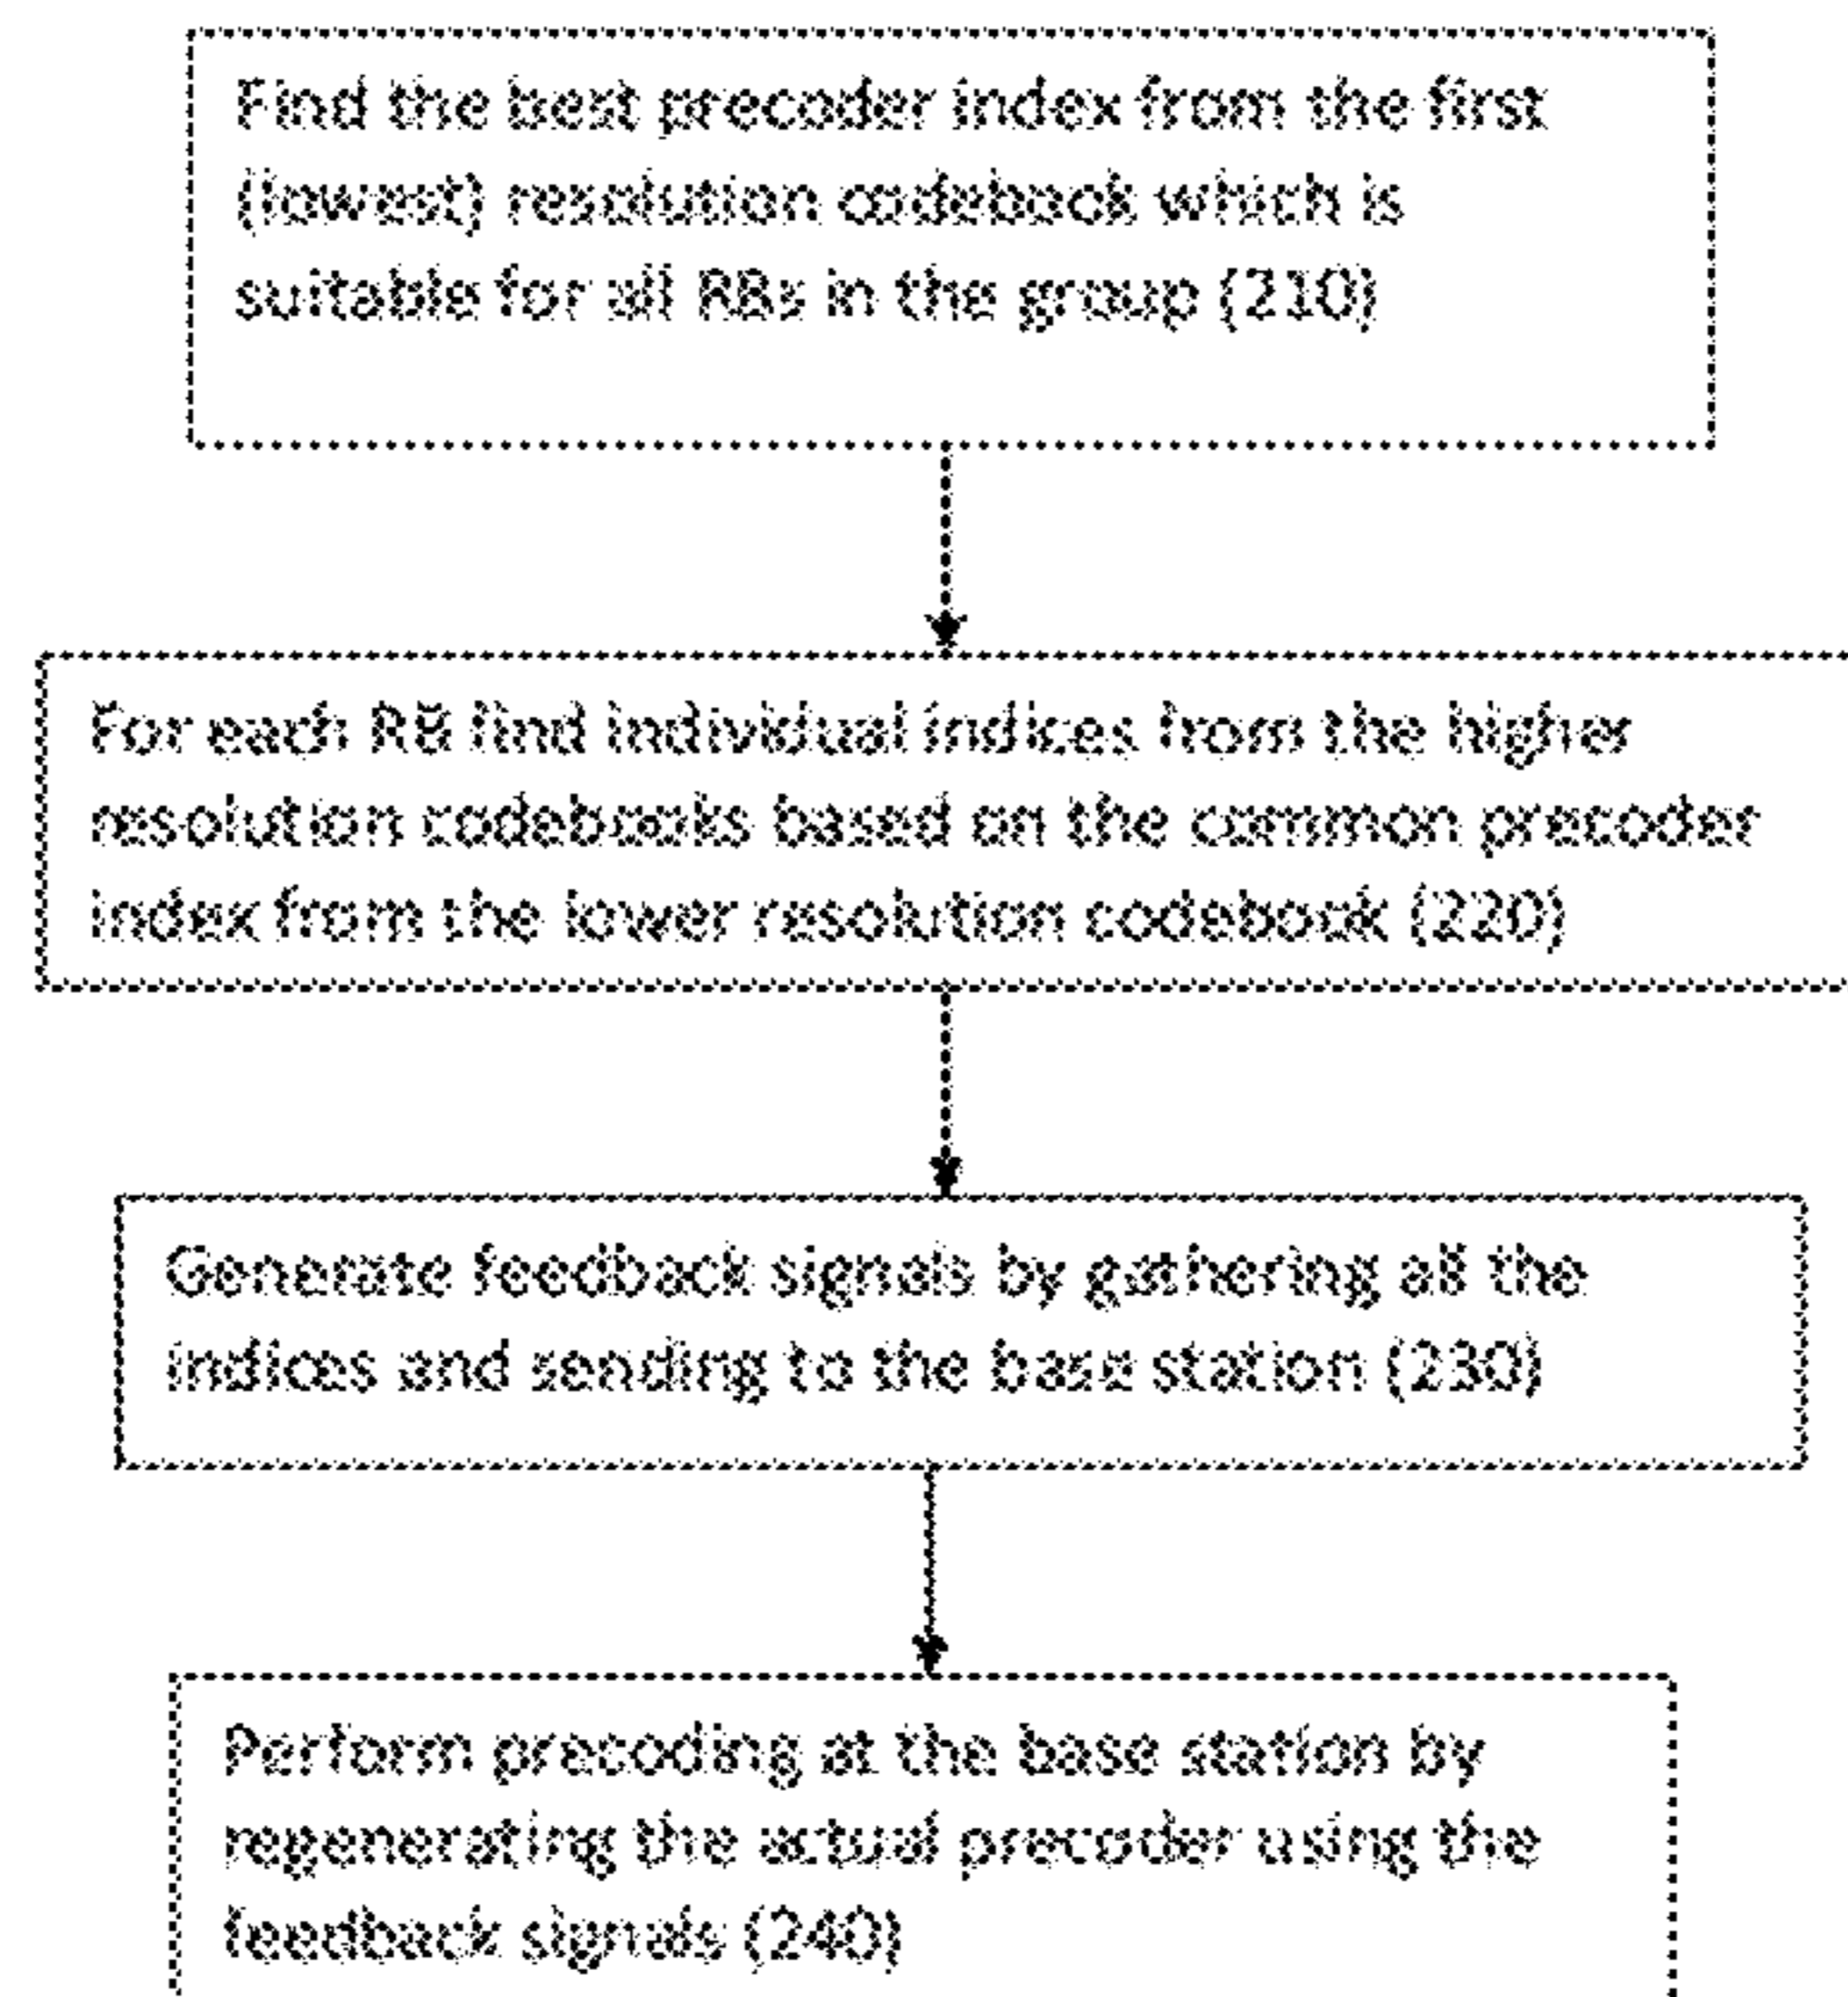 Find the best precoder index from the first
(lowest) resolution codebook which is
suitable for all RBs in the group (210)
For each RB find individual indices from the higher
resolution codebooks based on the common precoder
index from the lower resolution codebook (220)
Generate feedback signals by gathering all the
indices and sending to the base station (230)
Perform precoding at the base station by
regenerating the actual precoder using the
feedback signals (240)